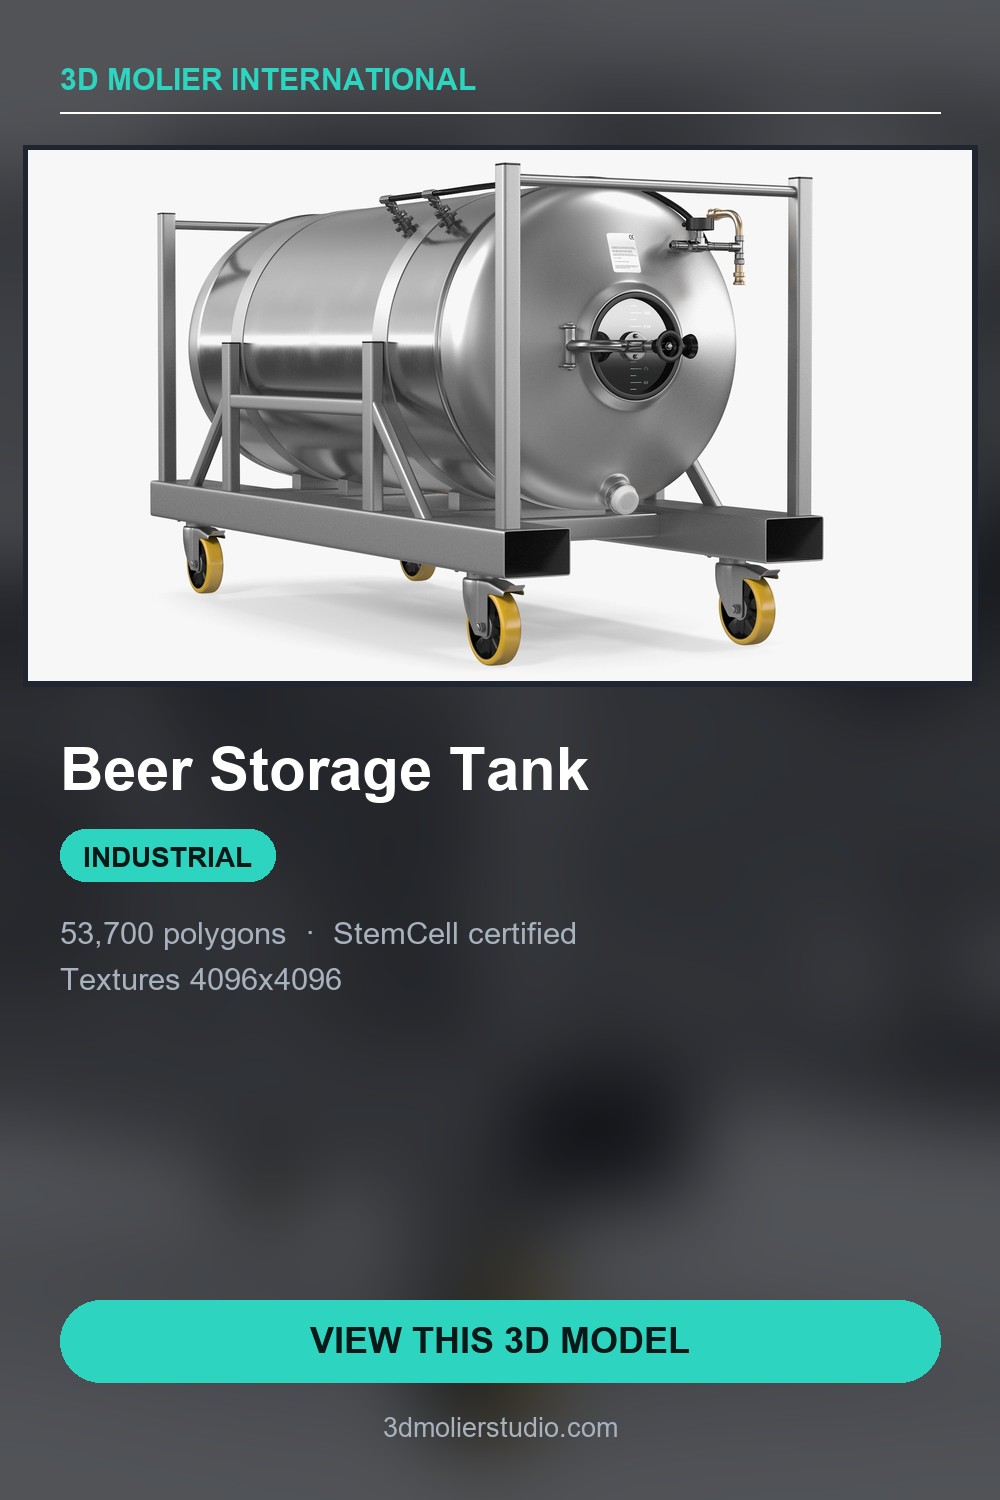 3D MOLIER INTERNATIONAL
Beer Storage Tank
INDUSTRIAL
53,700 polygons · StemCell certified
Textures 4096x4096
VIEW THIS 3D MODEL
3dmolierstudio.com